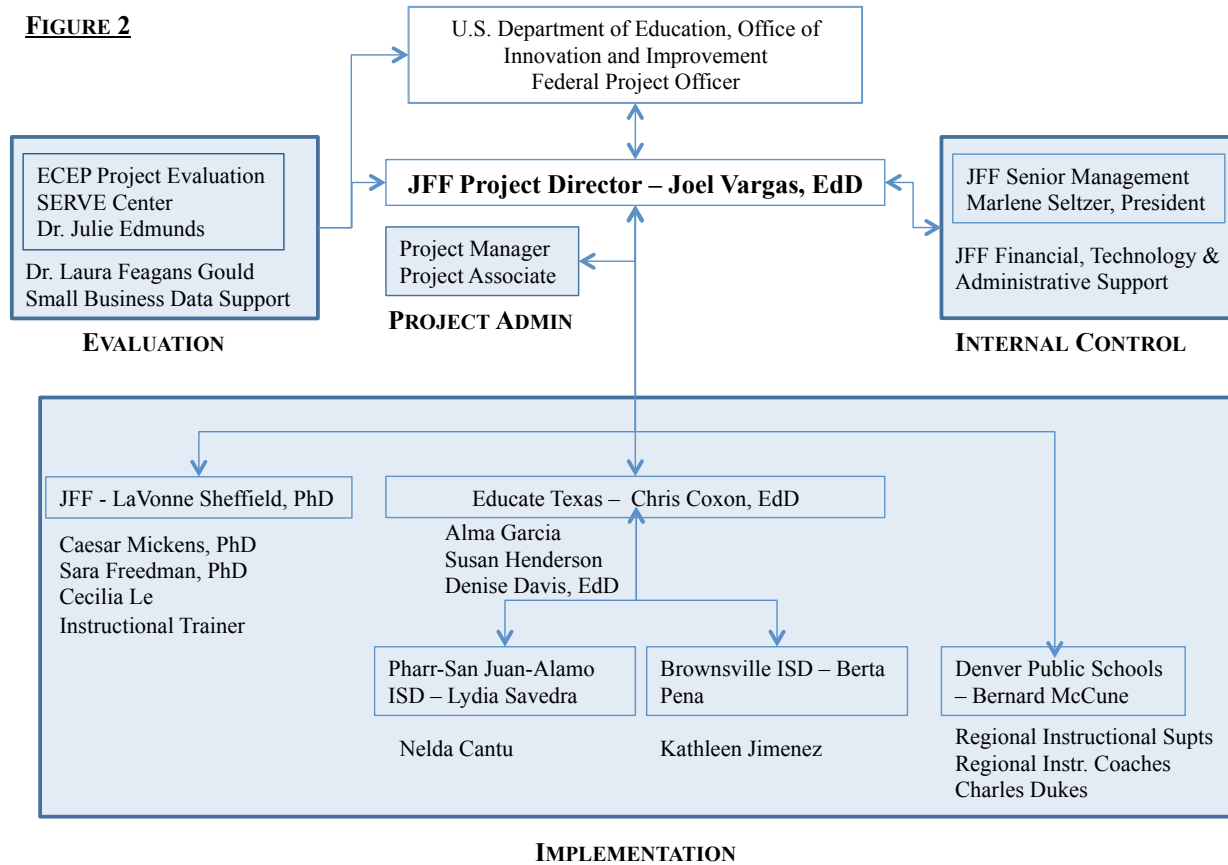 FIGURE 2
U.S. Department of Education, Office of
Innovation and Improvement
Federal Project Officer
ECEP Project Evaluation
SERVE Center
Dr. Julie Edmunds
Dr. Laura Feagans Gould
Small Business Data Support
EVALUATION
JFF Project Director – Joel Vargas, EdD
Project Manager
Project Associate
PROJECT ADMIN
JFF Senior Management
Marlene Seltzer, President
JFF Financial, Technology &
Administrative Support
INTERNAL CONTROL
JFF - LaVonne Sheffield, PhD
Caesar Mickens, PhD
Sara Freedman, PhD
Cecilia Le
Instructional Trainer
Educate Texas – Chris Coxon, EdD
Alma Garcia
Susan Henderson
Denise Davis, EdD
Pharr-San Juan-Alamo
ISD – Lydia Savedra
Nelda Cantu
Brownsville ISD – Berta
Pena
Kathleen Jimenez
Denver Public Schools
– Bernard McCune
Regional Instructional Supts
Regional Instr. Coaches
Charles Dukes
IMPLEMENTATION